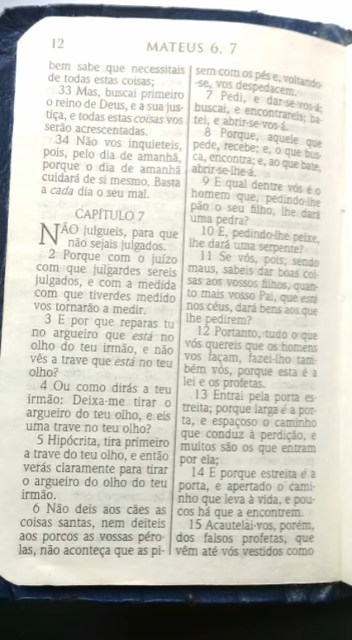 12 MATEUS 6, 7
bem sabe que necessitais
de todas estas coisas;
33 Mas, buscai primeiro
o reino de Deus, e a sua jus-
tiça, e todas estas coisas vos
serão acrescentadas.
34 Não vos inquieteis,
pois, pelo dia de amanhã,
porque o dia de amanhã
cuidará de si mesmo. Basta
a cada dia o seu mal.
CAPÍTULO 7
NÃO julgueis, para que
não sejais julgados.
2 Porque com o juízo
com que julgardes sereis
julgados, e com a medida
com que tiverdes medido
vos tornarão a medir.
3 E por que reparas tu
no argueiro que está no
olho do teu irmão, e não
vês a trave que está no teu
olho?
4 Ou como dirás a teu
irmão: Deixa-me tirar o
argueiro do teu olho, e eis
uma trave no teu olho?
5 Hipócrita, tira primeiro
a trave do teu olho, e então
verás claramente para tirar
o argueiro do olho do teu
irmão.
6 Não deis aos cães as
coisas santas, nem deiteis
aos porcos as vossas péro-
las, não aconteça que as pi-
sem com os pés e, voltando-
-se, vos despedacem.
7 Pedi, e dar-se-vos-á;
buscai, e encontrareis; ba-
tei, e abrir-se-vos-á.
8 Porque, aquele que
pede, recebe; e, o que bus-
ca, encontra; e, ao que bate,
abrir-se-lhe-á.
9 E qual dentre vós é o
homem que, pedindo-lhe
pão o seu filho, lhe dará
uma pedra?
10 E, pedindo-lhe peixe,
lhe dará uma serpente?
11 Se vós, pois, sendo
maus, sabeis dar boas coi-
sas aos vossos filhos, quan-
to mais vosso Pai, que está
nos céus, dará bens aos que
lhe pedirem?
12 Portanto, tudo o que
vós quereis que os homens
vos façam, fazei-lho tam-
bém vós, porque esta é a
lei e os profetas.
13 Entrai pela porta es-
treita; porque larga é a por-
ta, e espaçoso o caminho
que conduz à perdição, e
muitos são os que entram
por ela;
14 E porque estreita é a
porta, e apertado o cami-
nho que leva à vida, e pou-
cos há que a encontrem.
15 Acautelai-vos, porém,
dos falsos profetas, que
vêm até vós vestidos como